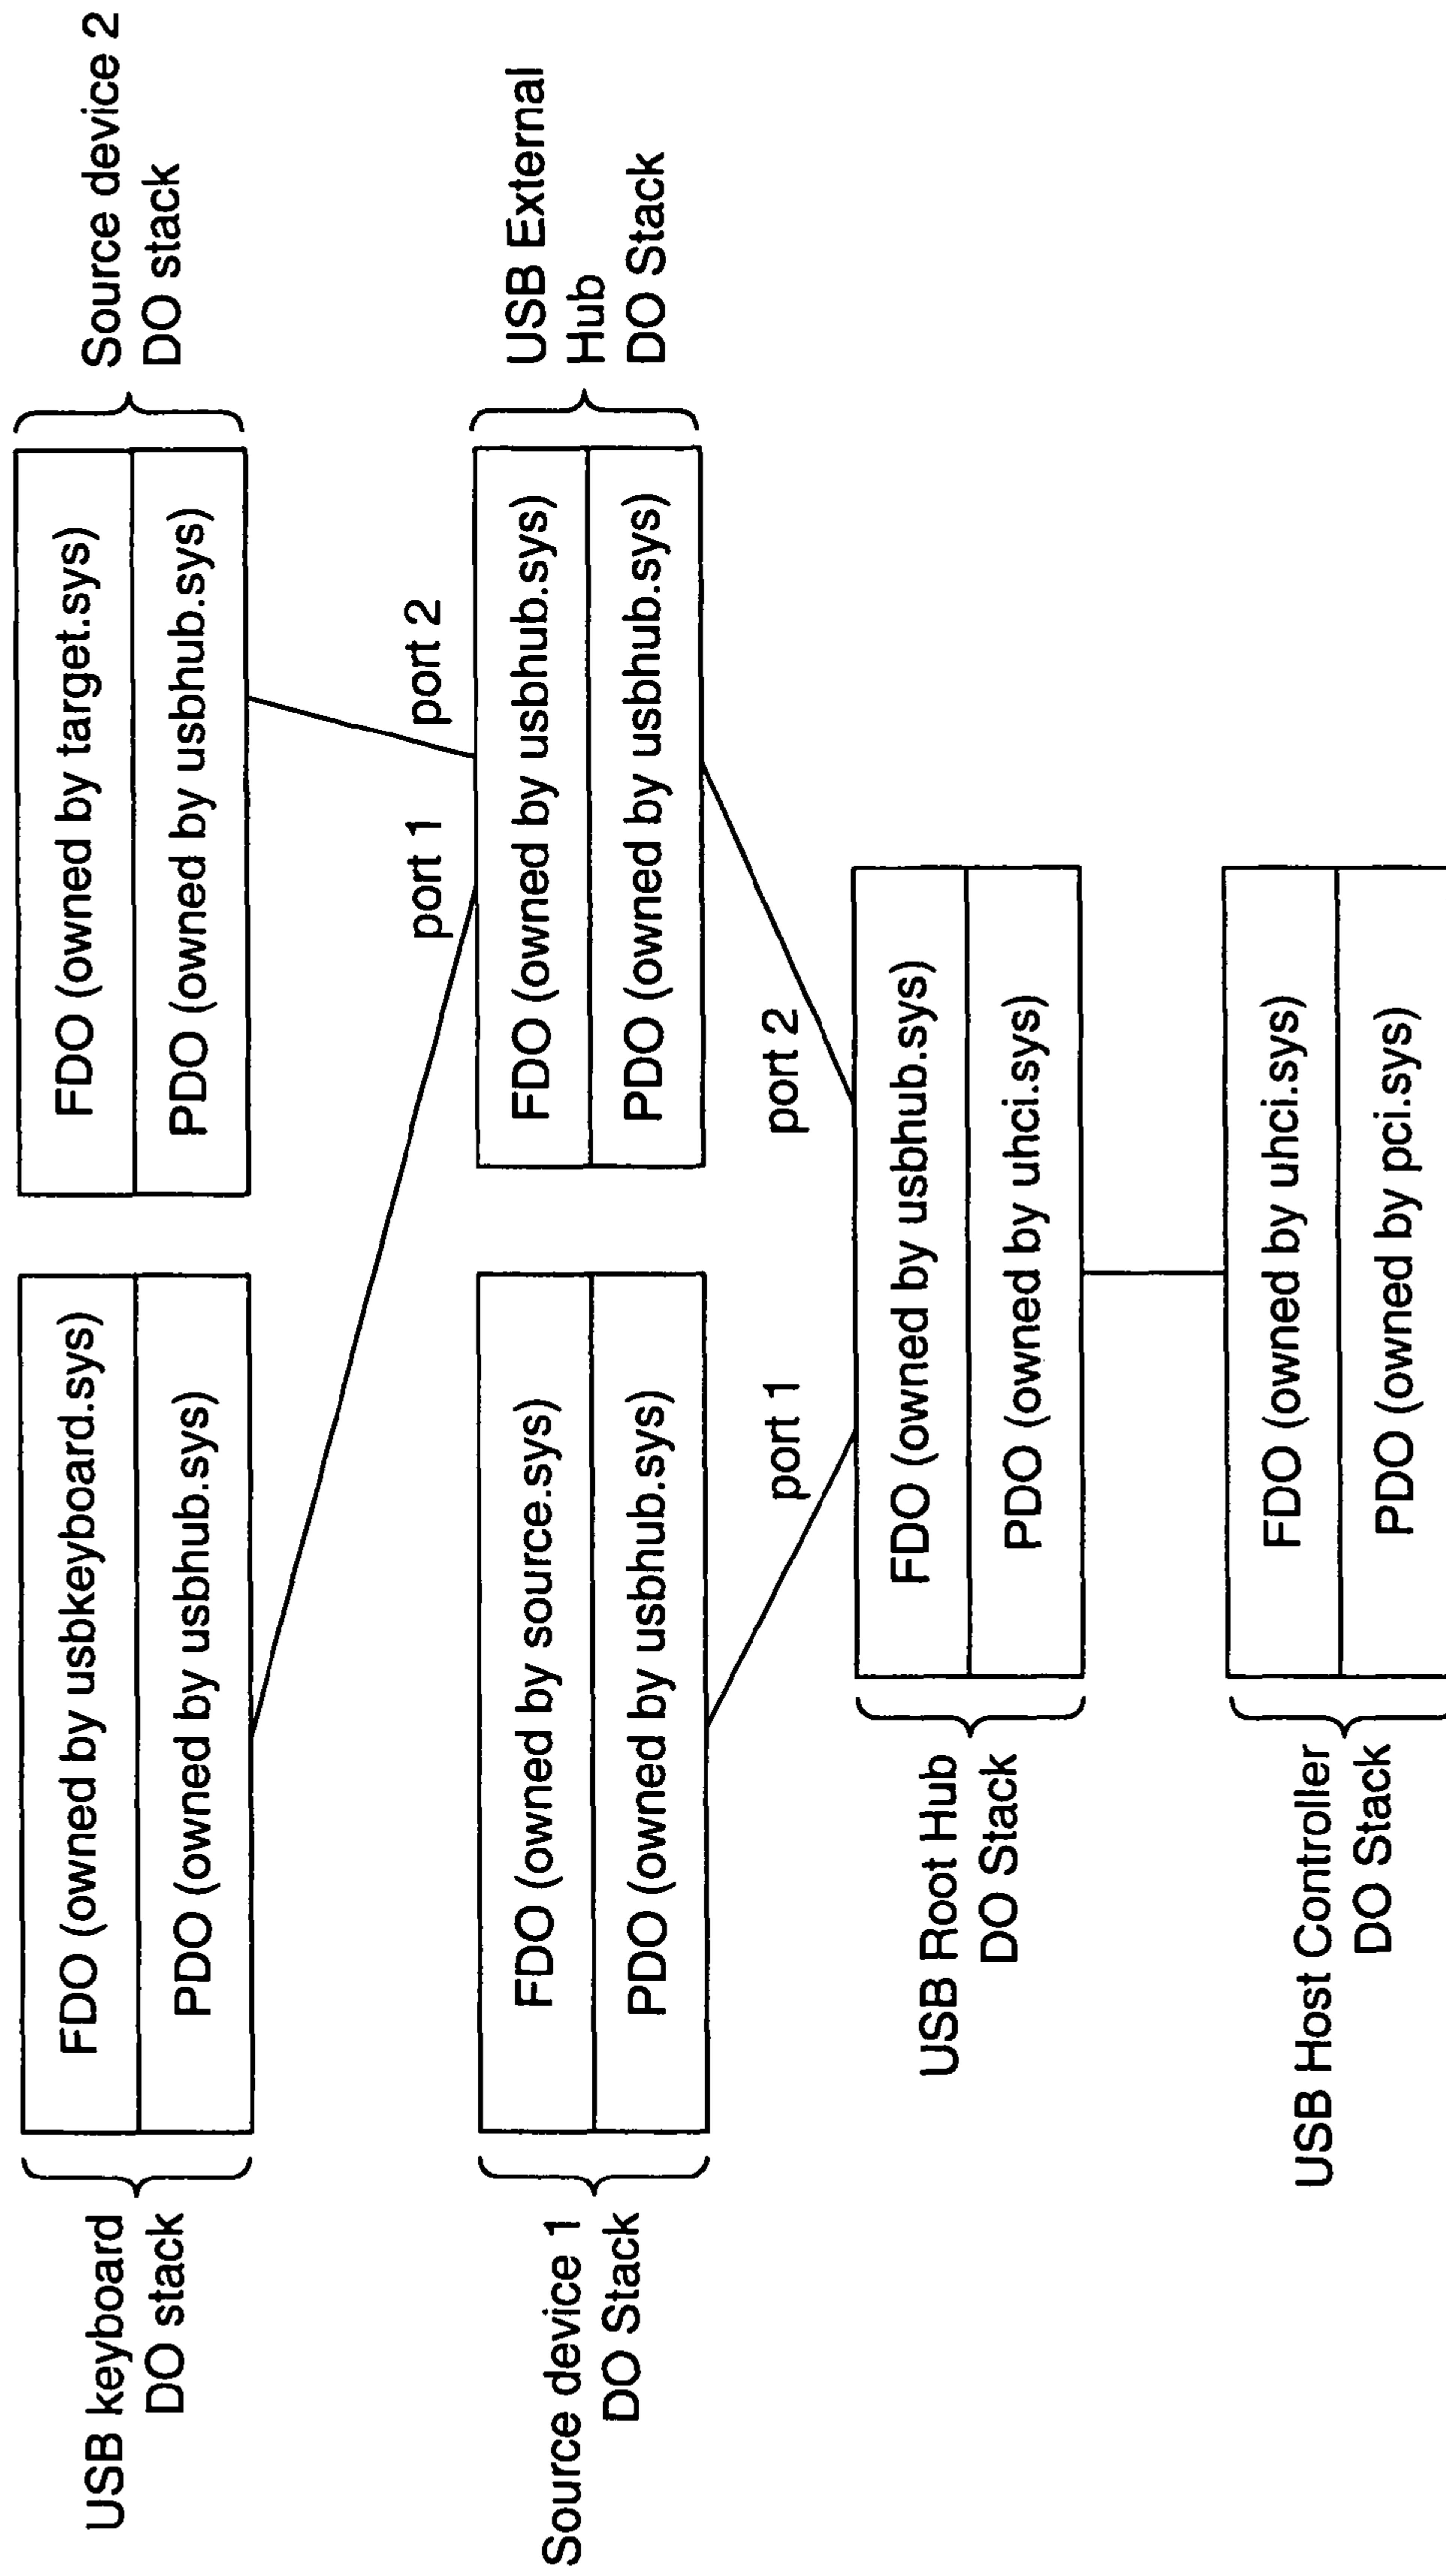 USB keyboard
DO stack
FDO (owned by usbkeyboard.sys)
PDO (owned by usbhub.sys)
FDO (owned by target.sys)
PDO (owned by usbhub.sys)
Source device 2
DO stack
port 1
port 2
Source device 1
DO Stack
FDO (owned by source.sys)
PDO (owned by usbhub.sys)
FDO (owned by usbhub.sys)
PDO (owned by usbhub.sys)
USB External
Hub
DO Stack
port 1
port 2
USB Root Hub
DO Stack
FDO (owned by usbhub.sys)
PDO (owned by uhci.sys)
USB Host Controller
DO Stack
FDO (owned by uhci.sys)
PDO (owned by pci.sys)